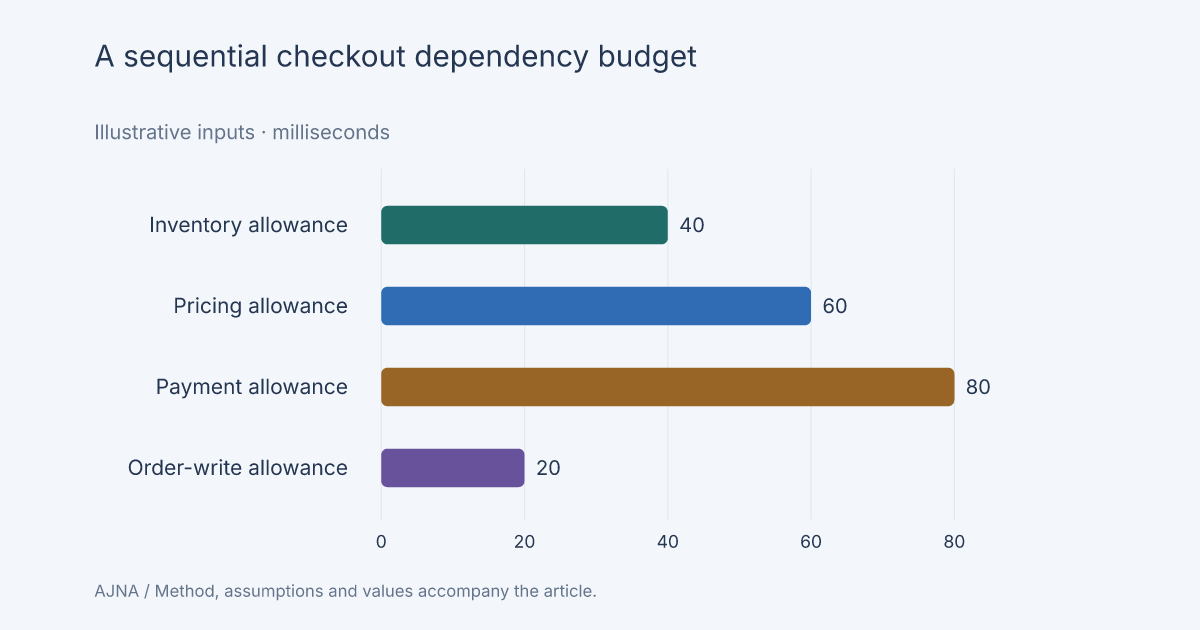 A sequential checkout dependency budget
Illustrative inputs · milliseconds
Inventory allowance 40
Pricing allowance 60
Payment allowance 80
Order-write allowance 20
0 20 40 60 80
AJNA / Method, assumptions and values accompany the article.